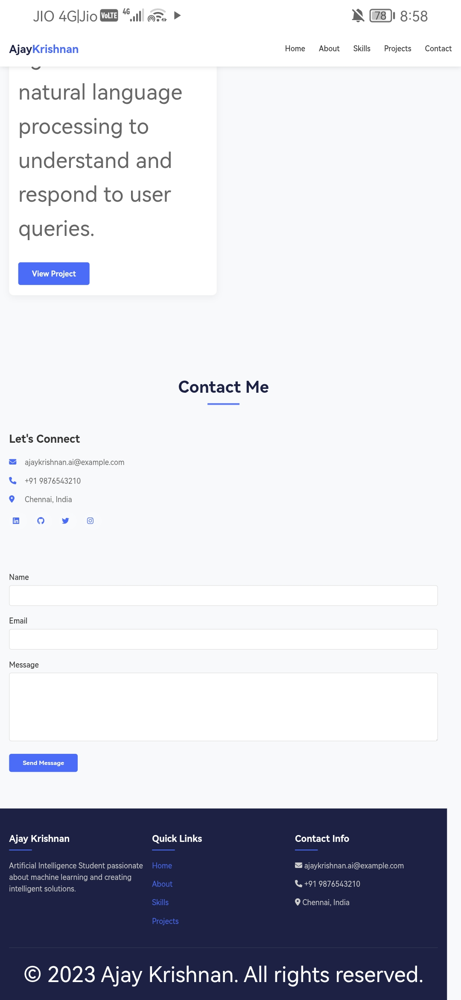 JIO 4G|Jio VoLTE 4G 78 8:58
AjayKrishnan Home About Skills Projects Contact
natural language
processing to
understand and
respond to user
queries.
View Project
Contact Me
Let's Connect
ajaykrishnan.ai@example.com
+91 9876543210
Chennai, India
Name
Email
Message
Send Message
Ajay Krishnan Quick Links Contact Info
Artificial Intelligence Student passionate Home ajaykrishnan.ai@example.com
about machine learning and creating About +91 9876543210
intelligent solutions. Skills Chennai, India
Projects
© 2023 Ajay Krishnan. All rights reserved.